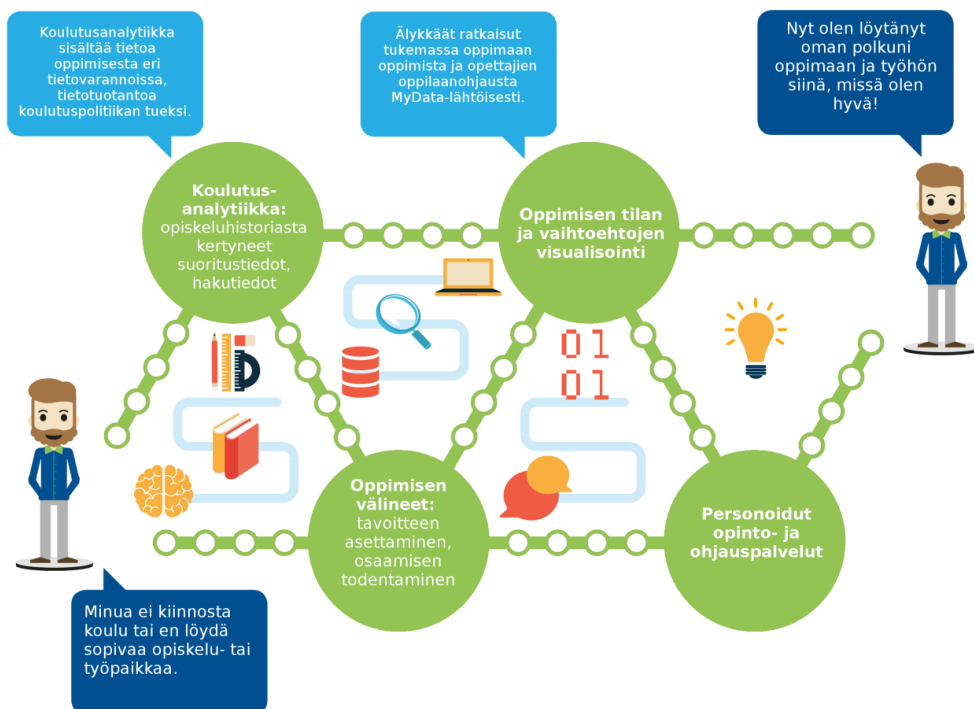 Koulutusanalytiikka
sisältää tietoa
oppimisesta eri
tietovarannoissa,
tietotuotantoa
koulutuspolitiikan tueksi.
Älykkäät ratkaisut
tukemassa oppimaan
oppimista ja opettajien
oppilaanohjausta
MyData-lähtöisesti.
Nyt olen löytänyt
oman polkuni
oppimaan ja työhön
siinä, missä olen
hyvä!
Koulutus-
analytiikka:
opiskeluhistoriasta
kertyneet
suoritustiedot,
hakutiedot
Oppimisen tilan
ja vaihtoehtojen
visualisointi
01
01
Oppimisen
välineet:
tavoitteen
asettaminen,
osaamisen
todentaminen
Personoidut
opinto- ja
ohjauspalvelut
Minua ei kiinnosta
koulu tai en löydä
sopivaa opiskelu- tai
työpaikkaa.